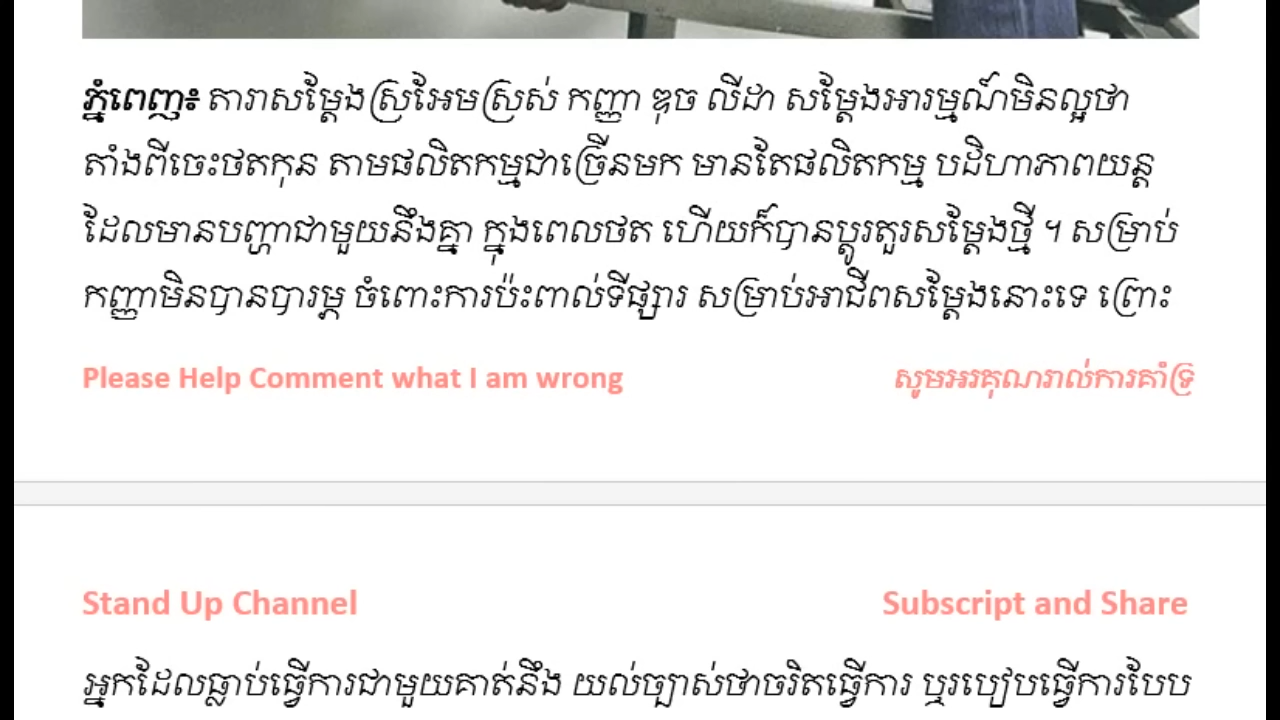 ភ្នំពេញ៖ តារាសម្ដែងស្រអែមស្រស់ កញ្ញា ឌុច លីដា សម្ដែងអារម្មណ៍មិនល្អថា
តាំងពីចេះថតកុន តាមផលិតកម្មជាច្រើនមក មានតែផលិតកម្ម បដិហាភាពយន្ត
ដែលមានបញ្ហាជាមួយនឹងគ្នា ក្នុងពេលថត ហើយក៏បានប្ដូរតួរសម្ដែងថ្មី ។ សម្រាប់
កញ្ញាមិនបានបារម្ភ ចំពោះការប៉ះពាល់ទីផ្សារ សម្រាប់អាជីពសម្ដែងនោះទេ ព្រោះ
Please Help Comment what I am wrong សូមអរគុណរាល់ការគាំទ្រ
Stand Up Channel Subscript and Share
អ្នកដែលធ្លាប់ធ្វើការជាមួយគាត់នឹង យល់ច្បាស់ថាចរិតធ្វើការ ឬរបៀបធ្វើការបែប